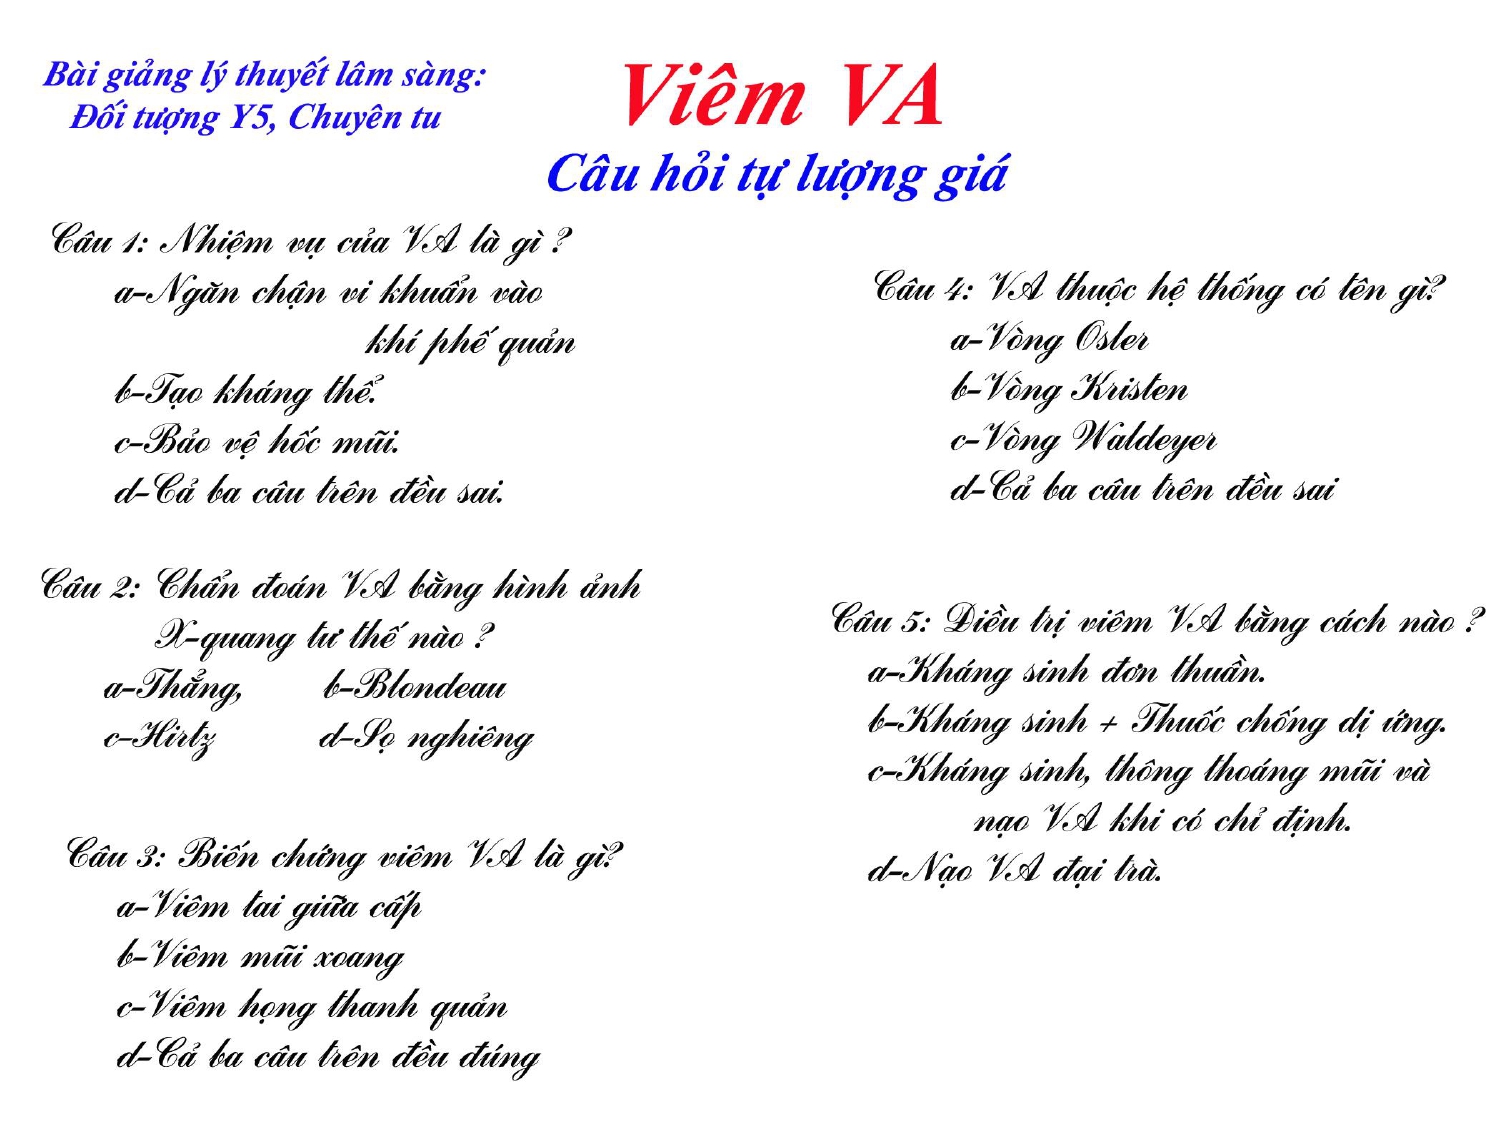 Bài giảng lý thuyết lâm sàng:
Đối tượng Y5, Chuyên tu
Viêm VA
Câu hỏi tự lượng giá
Câu 1: Nhiệm vụ của VA là gì ?
a-Ngăn chận vi khuẩn vào
khí phế quản
b-Tạo kháng thể.
c-Bảo vệ hốc mũi.
d-Cả ba câu trên đều sai.
Câu 2: Chẩn đoán VA bằng hình ảnh
X-quang tư thế nào ?
a-Thẳng, b-Blondeau
c-Hirtz d-Sọ nghiêng
Câu 3: Biến chứng viêm VA là gì?
a-Viêm tai giữa cấp
b-Viêm mũi xoang
c-Viêm họng thanh quản
d-Cả ba câu trên đều đúng
Câu 4: VA thuộc hệ thống có tên gì?
a-Vòng Osler
b-Vòng Kristen
c-Vòng Waldeyer
d-Cả ba câu trên đều sai
Câu 5: Điều trị viêm VA bằng cách nào ?
a-Kháng sinh đơn thuần.
b-Kháng sinh + Thuốc chống dị ứng.
c-Kháng sinh, thông thoáng mũi và
nạo VA khi có chỉ định.
d-Nạo VA đại trà.